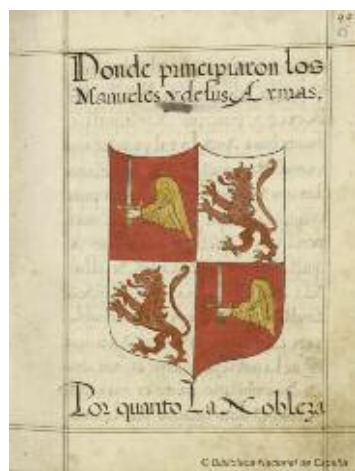 Donde principiaron los
Manueles y de sus Armas.
Por quanto La Nobleza
© Biblioteca Nacional de España